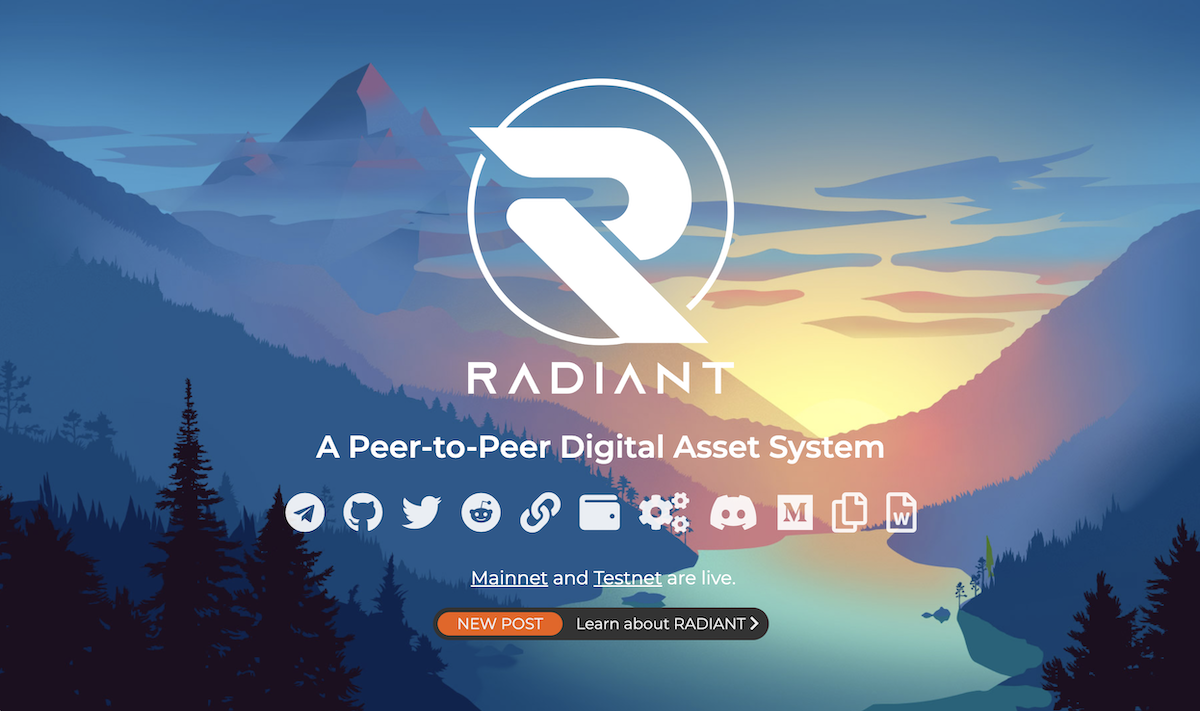 RADIANT
A Peer-to-Peer Digital Asset System
M
W
Mainnet and Testnet are live.
NEW POST Learn about RADIANT